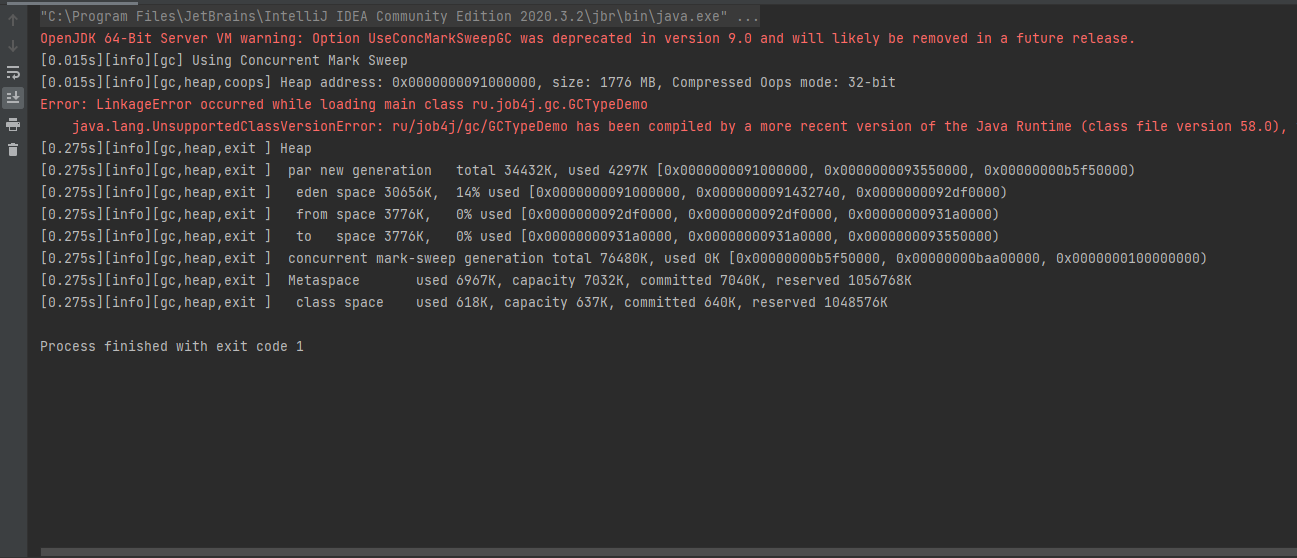 "C:\Program Files\JetBrains\IntelliJ IDEA Community Edition 2020.3.2\jbr\bin\java.exe" ...
OpenJDK 64-Bit Server VM warning: Option UseConcMarkSweepGC was deprecated in version 9.0 and will likely be removed in a future release.
[0.015s][info][gc] Using Concurrent Mark Sweep
[0.015s][info][gc,heap,coops] Heap address: 0x0000000091000000, size: 1776 MB, Compressed Oops mode: 32-bit
Error: LinkageError occurred while loading main class ru.job4j.gc.GCTypeDemo
    java.lang.UnsupportedClassVersionError: ru/job4j/gc/GCTypeDemo has been compiled by a more recent version of the Java Runtime (class file version 58.0),
[0.275s][info][gc,heap,exit ] Heap
[0.275s][info][gc,heap,exit ]  par new generation   total 34432K, used 4297K [0x0000000091000000, 0x0000000093550000, 0x00000000b5f50000)
[0.275s][info][gc,heap,exit ]   eden space 30656K,  14% used [0x0000000091000000, 0x0000000091432740, 0x0000000092df0000)
[0.275s][info][gc,heap,exit ]   from space 3776K,   0% used [0x0000000092df0000, 0x0000000092df0000, 0x00000000931a0000)
[0.275s][info][gc,heap,exit ]   to   space 3776K,   0% used [0x00000000931a0000, 0x00000000931a0000, 0x0000000093550000)
[0.275s][info][gc,heap,exit ]  concurrent mark-sweep generation total 76480K, used 0K [0x00000000b5f50000, 0x00000000baa00000, 0x0000000100000000)
[0.275s][info][gc,heap,exit ]  Metaspace       used 6967K, capacity 7032K, committed 7040K, reserved 1056768K
[0.275s][info][gc,heap,exit ]   class space    used 618K, capacity 637K, committed 640K, reserved 1048576K
Process finished with exit code 1